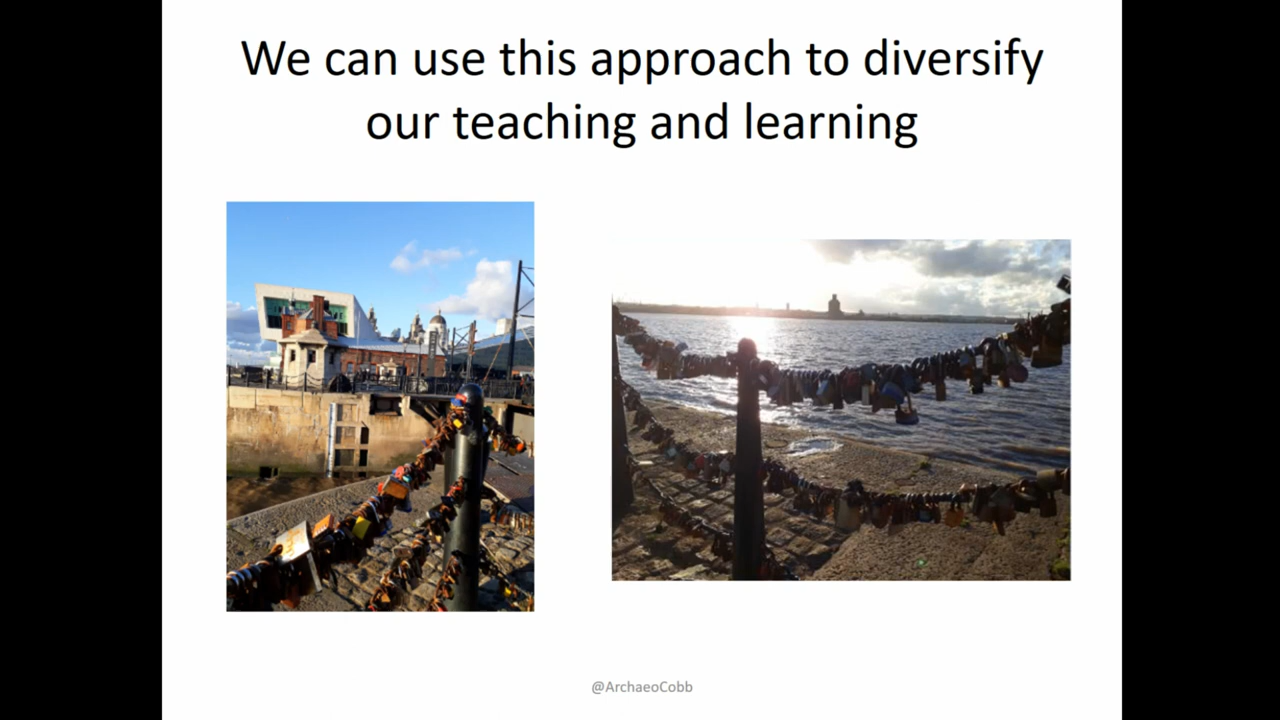 We can use this approach to diversify
our teaching and learning
@ArchaeoCobb